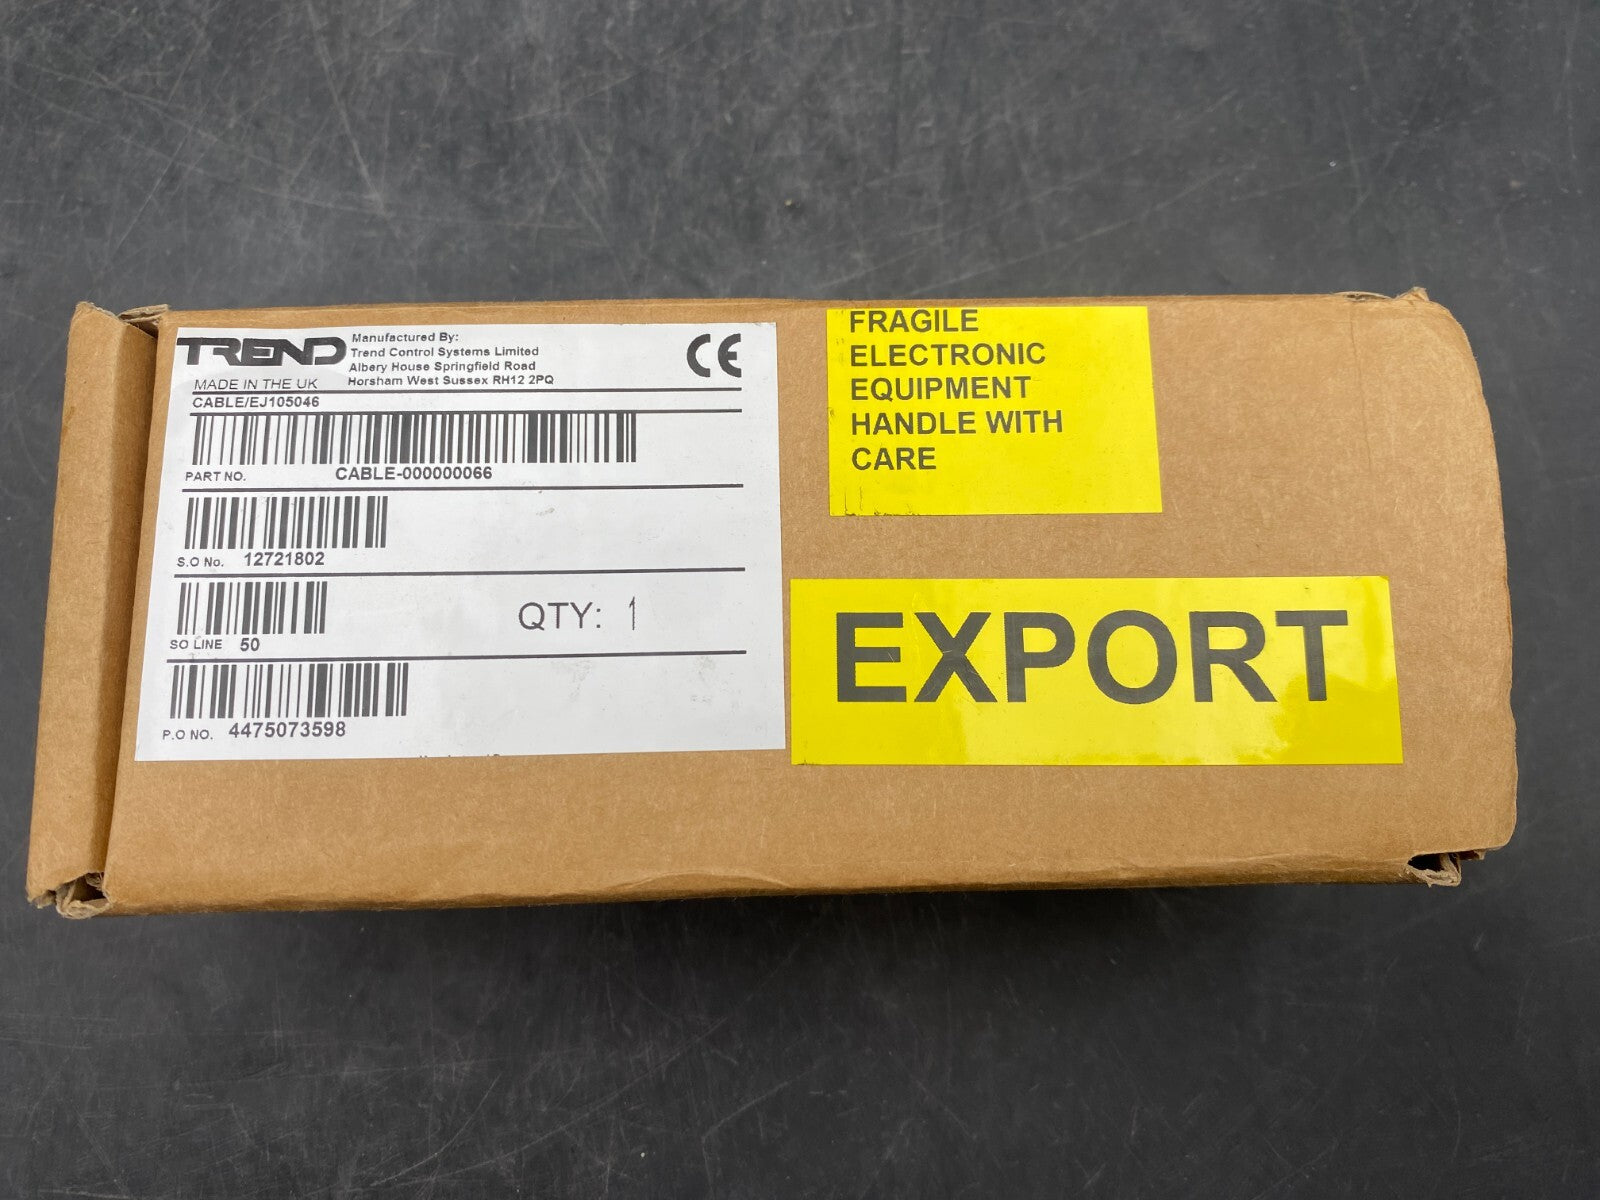 TREND
Manufactured By:
Trend Control Systems Limited
Albery House Springfield Road
Horsham West Sussex RH12 2PQ
MADE IN THE UK
CE
CABLE/EJ105046
PART NO. CABLE-000000066
S.O No. 12721802
SO LINE 50
QTY: 1
P.O NO. 4475073598
FRAGILE
ELECTRONIC
EQUIPMENT
HANDLE WITH
CARE
EXPORT